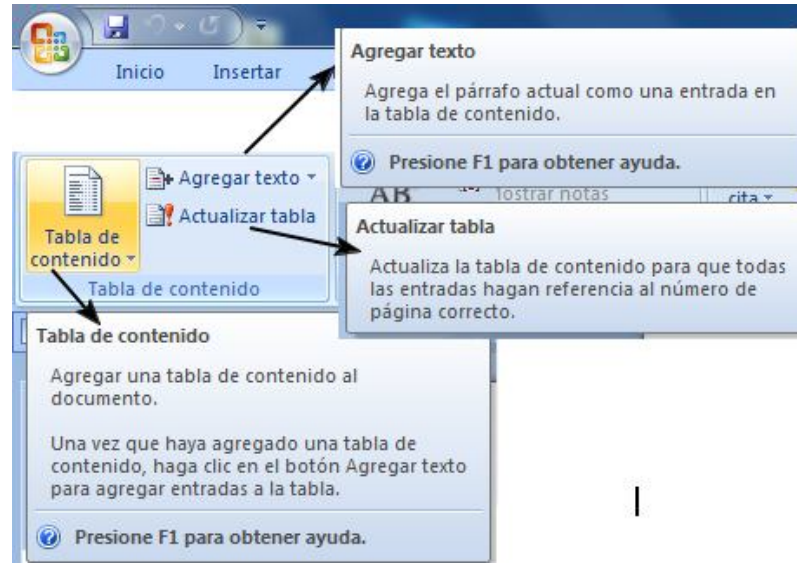 Inicio Insertar
Agregar texto
Agrega el párrafo actual como una entrada en
la tabla de contenido.
Presione F1 para obtener ayuda.
Agregar texto
Actualizar tabla
Tabla de
contenido
Tabla de contenido
AB
ostrar notas
cita
Actualizar tabla
Actualiza la tabla de contenido para que todas
las entradas hagan referencia al número de
página correcto.
Tabla de contenido
Agregar una tabla de contenido al
documento.
Una vez que haya agregado una tabla de
contenido, haga clic en el botón Agregar texto
para agregar entradas a la tabla.
Presione F1 para obtener ayuda.